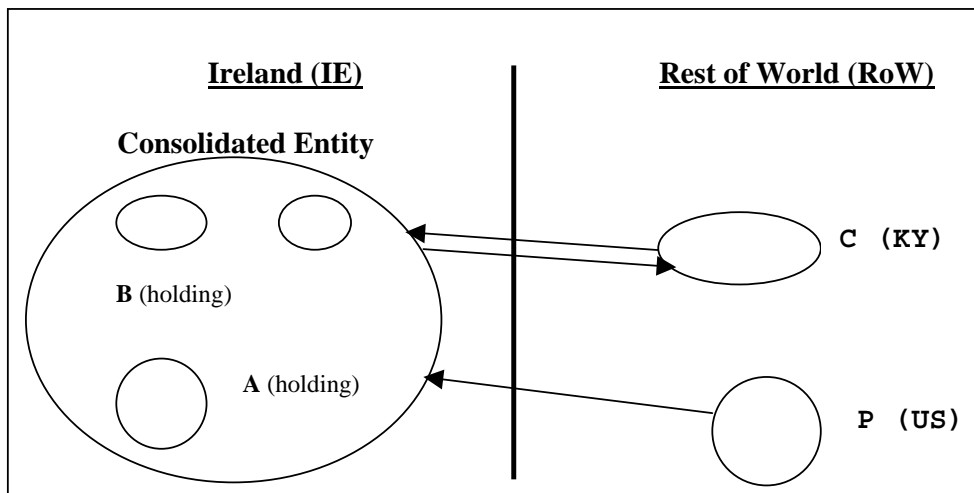 Ireland (IE)
Rest of World (RoW)
Consolidated Entity
C (KY)
B (holding)
A (holding)
P (US)